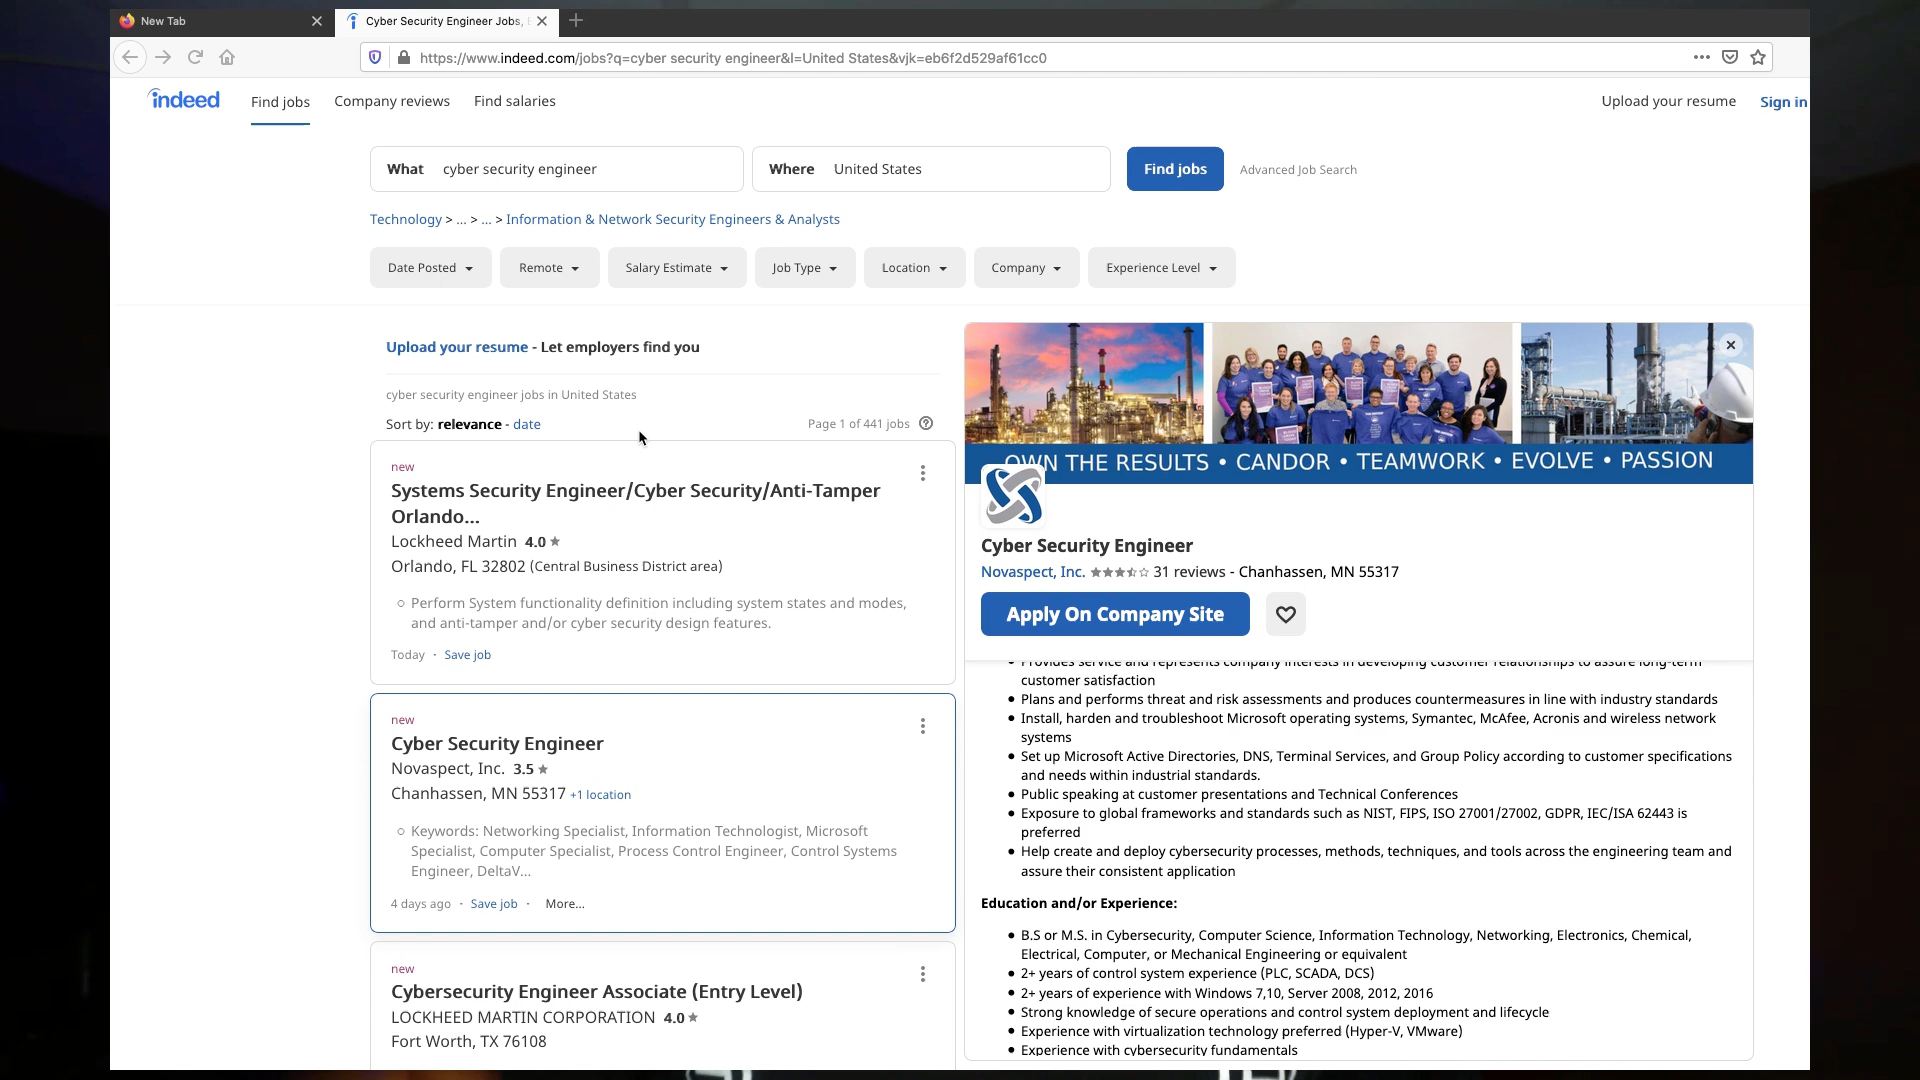 New Tab
Cyber Security Engineer Jobs,
https://www.indeed.com/jobs?q=cyber security engineer&l=United States&vjk=eb6f2d529af61cc0
indeed
Find jobs
Company reviews
Find salaries
Upload your resume
Sign in
What cyber security engineer
Where United States
Find jobs
Advanced Job Search
Technology > ... > ... > Information & Network Security Engineers & Analysts
Date Posted
Remote
Salary Estimate
Job Type
Location
Company
Experience Level
Upload your resume - Let employers find you
cyber security engineer jobs in United States
Sort by: relevance - date
Page 1 of 441 jobs
new
Systems Security Engineer/Cyber Security/Anti-Tamper
Orlando...
Lockheed Martin 4.0
Orlando, FL 32802 (Central Business District area)
Perform System functionality definition including system states and modes,
and anti-tamper and/or cyber security design features.
Today · Save job
new
Cyber Security Engineer
Novaspect, Inc. 3.5
Chanhassen, MN 55317 +1 location
Keywords: Networking Specialist, Information Technologist, Microsoft
Specialist, Computer Specialist, Process Control Engineer, Control Systems
Engineer, DeltaV...
4 days ago · Save job · More...
new
Cybersecurity Engineer Associate (Entry Level)
LOCKHEED MARTIN CORPORATION 4.0
Fort Worth, TX 76108
OWN THE RESULTS • CANDOR • TEAMWORK • EVOLVE • PASSION
Cyber Security Engineer
Novaspect, Inc. 31 reviews - Chanhassen, MN 55317
Apply On Company Site
Provides service and represents company interests in developing customer relationships to assure long-term
customer satisfaction
Plans and performs threat and risk assessments and produces countermeasures in line with industry standards
Install, harden and troubleshoot Microsoft operating systems, Symantec, McAfee, Acronis and wireless network
systems
Set up Microsoft Active Directories, DNS, Terminal Services, and Group Policy according to customer specifications
and needs within industrial standards.
Public speaking at customer presentations and Technical Conferences
Exposure to global frameworks and standards such as NIST, FIPS, ISO 27001/27002, GDPR, IEC/ISA 62443 is
preferred
Help create and deploy cybersecurity processes, methods, techniques, and tools across the engineering team and
assure their consistent application
Education and/or Experience:
B.S or M.S. in Cybersecurity, Computer Science, Information Technology, Networking, Electronics, Chemical,
Electrical, Computer, or Mechanical Engineering or equivalent
2+ years of control system experience (PLC, SCADA, DCS)
2+ years of experience with Windows 7,10, Server 2008, 2012, 2016
Strong knowledge of secure operations and control system deployment and lifecycle
Experience with virtualization technology preferred (Hyper-V, VMware)
Experience with cybersecurity fundamentals